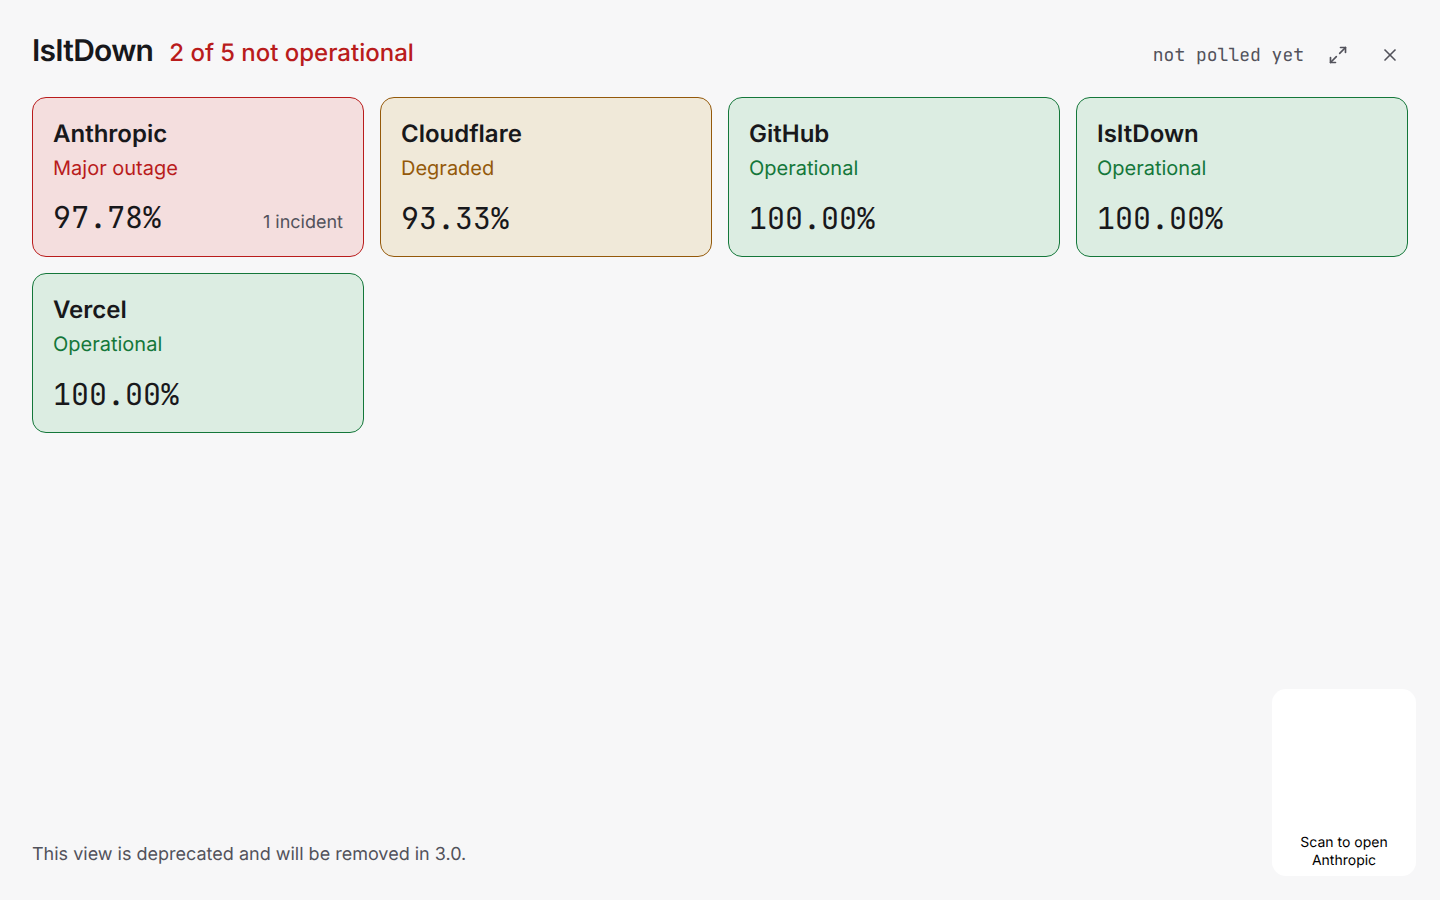 IsItDown 2 of 5 not operational
not polled yet
Anthropic
Major outage
97.78% 1 incident
Cloudflare
Degraded
93.33%
GitHub
Operational
100.00%
IsItDown
Operational
100.00%
Vercel
Operational
100.00%
This view is deprecated and will be removed in 3.0.
Scan to open
Anthropic